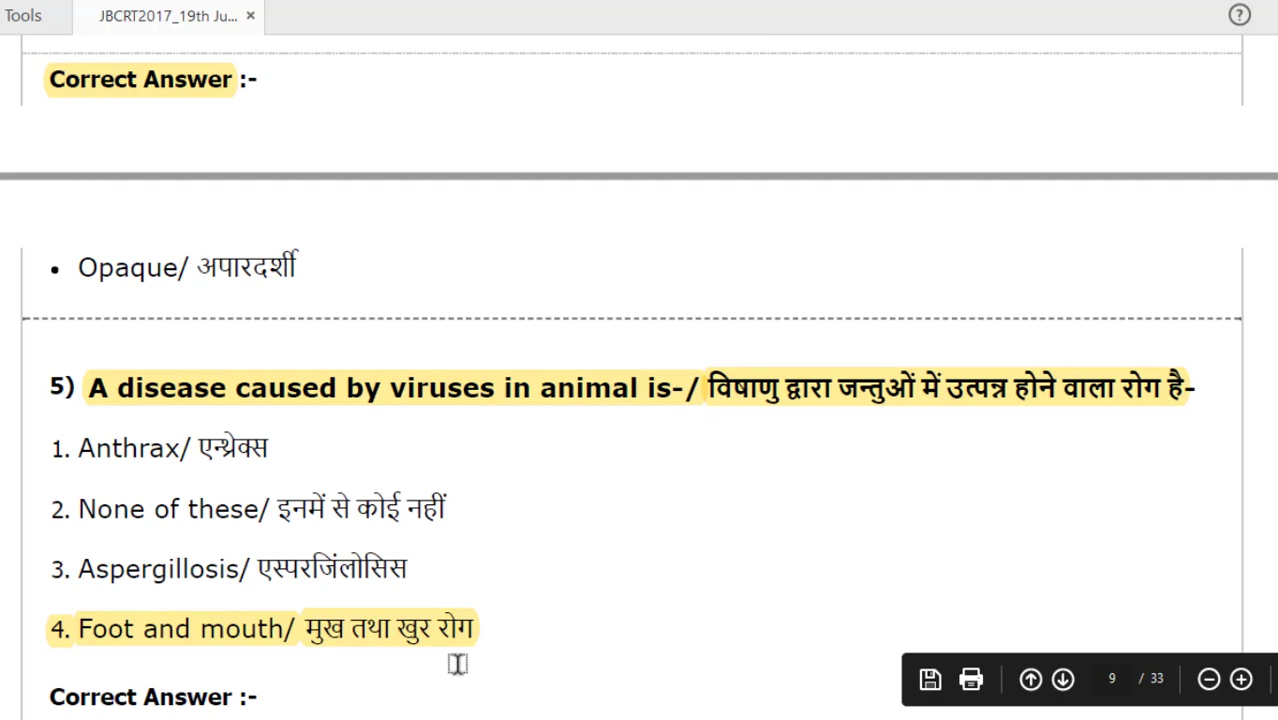 Tools
JBCRT2017_19th Ju... ×
?
Correct Answer :-
• Opaque/ अपारदर्शी
5) A disease caused by viruses in animal is-/ विषाणु द्वारा जन्तुओं में उत्पन्न होने वाला रोग है-
1. Anthrax/ एन्थ्रेक्स
2. None of these/ इनमें से कोई नहीं
3. Aspergillosis/ एस्परजिंलोसिस
4. Foot and mouth/ मुख तथा खुर रोग
Correct Answer :-
9 / 33